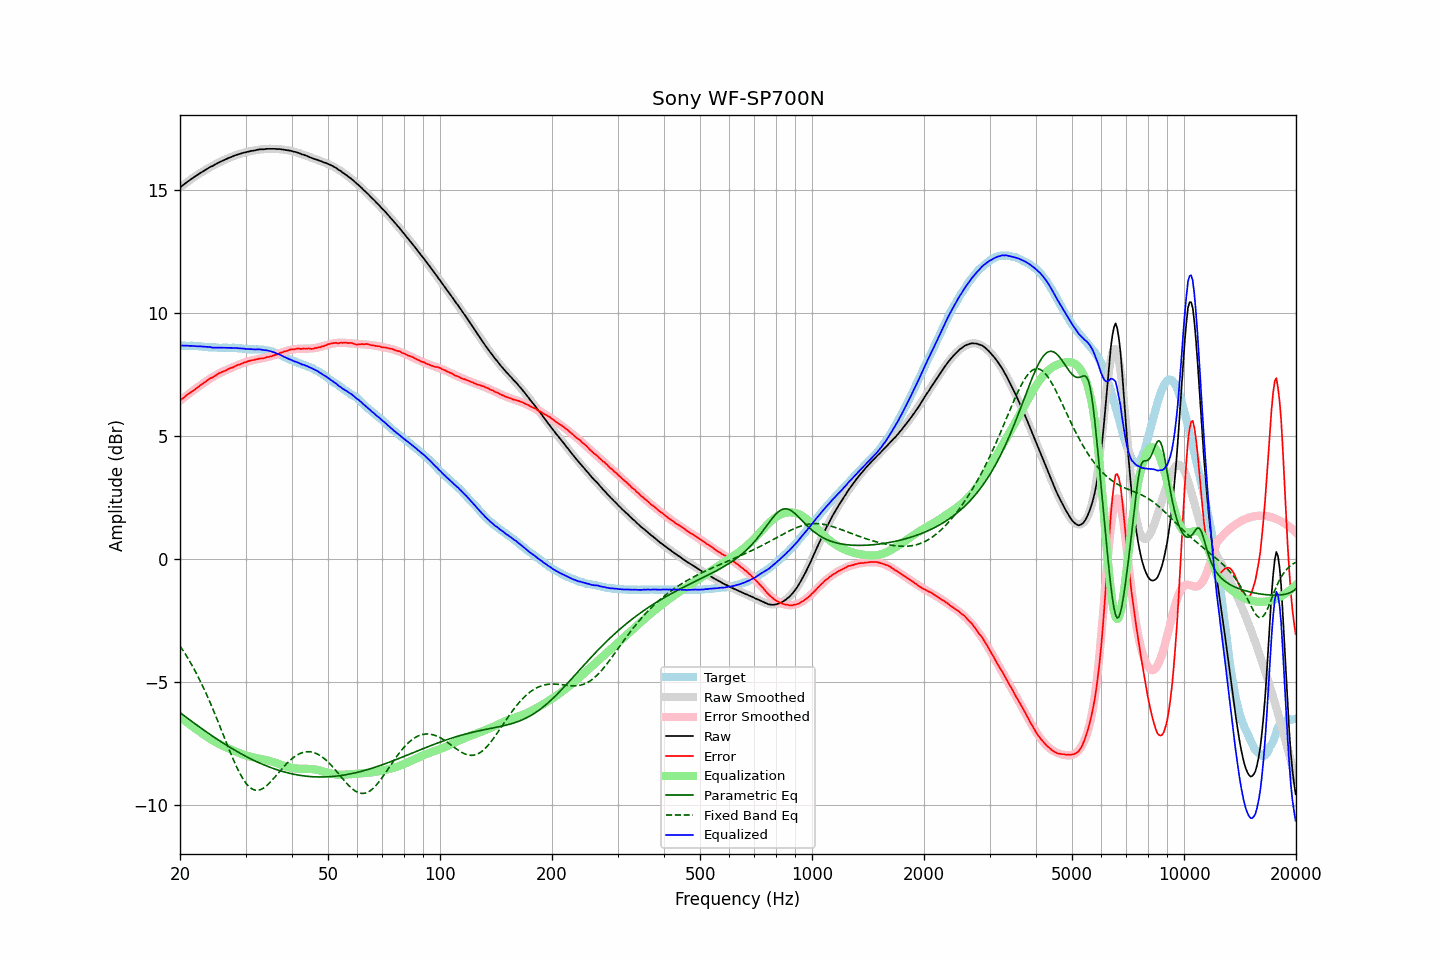 Sony WF-SP700N
Amplitude (dBr)
15
10
5
0
−5
−10
Target
Raw Smoothed
Error Smoothed
Raw
Error
Equalization
Parametric Eq
Fixed Band Eq
Equalized
20 50 100 200 500 1000 2000 5000 10000 20000
Frequency (Hz)